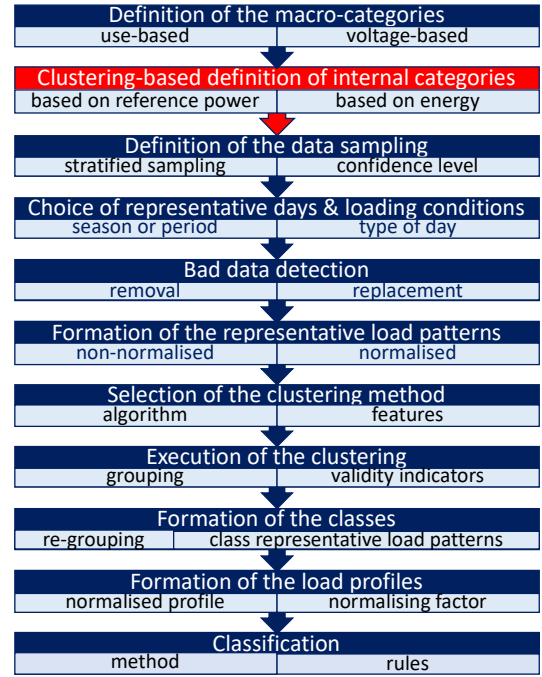 Definition of the macro-categories
use-based voltage-based
Clustering-based definition of internal categories
based on reference power based on energy
Definition of the data sampling
stratified sampling confidence level
Choice of representative days & loading conditions
season or period type of day
Bad data detection
removal replacement
Formation of the representative load patterns
non-normalised normalised
Selection of the clustering method
algorithm features
Execution of the clustering
grouping validity indicators
Formation of the classes
re-grouping class representative load patterns
Formation of the load profiles
normalised profile normalising factor
Classification
method rules